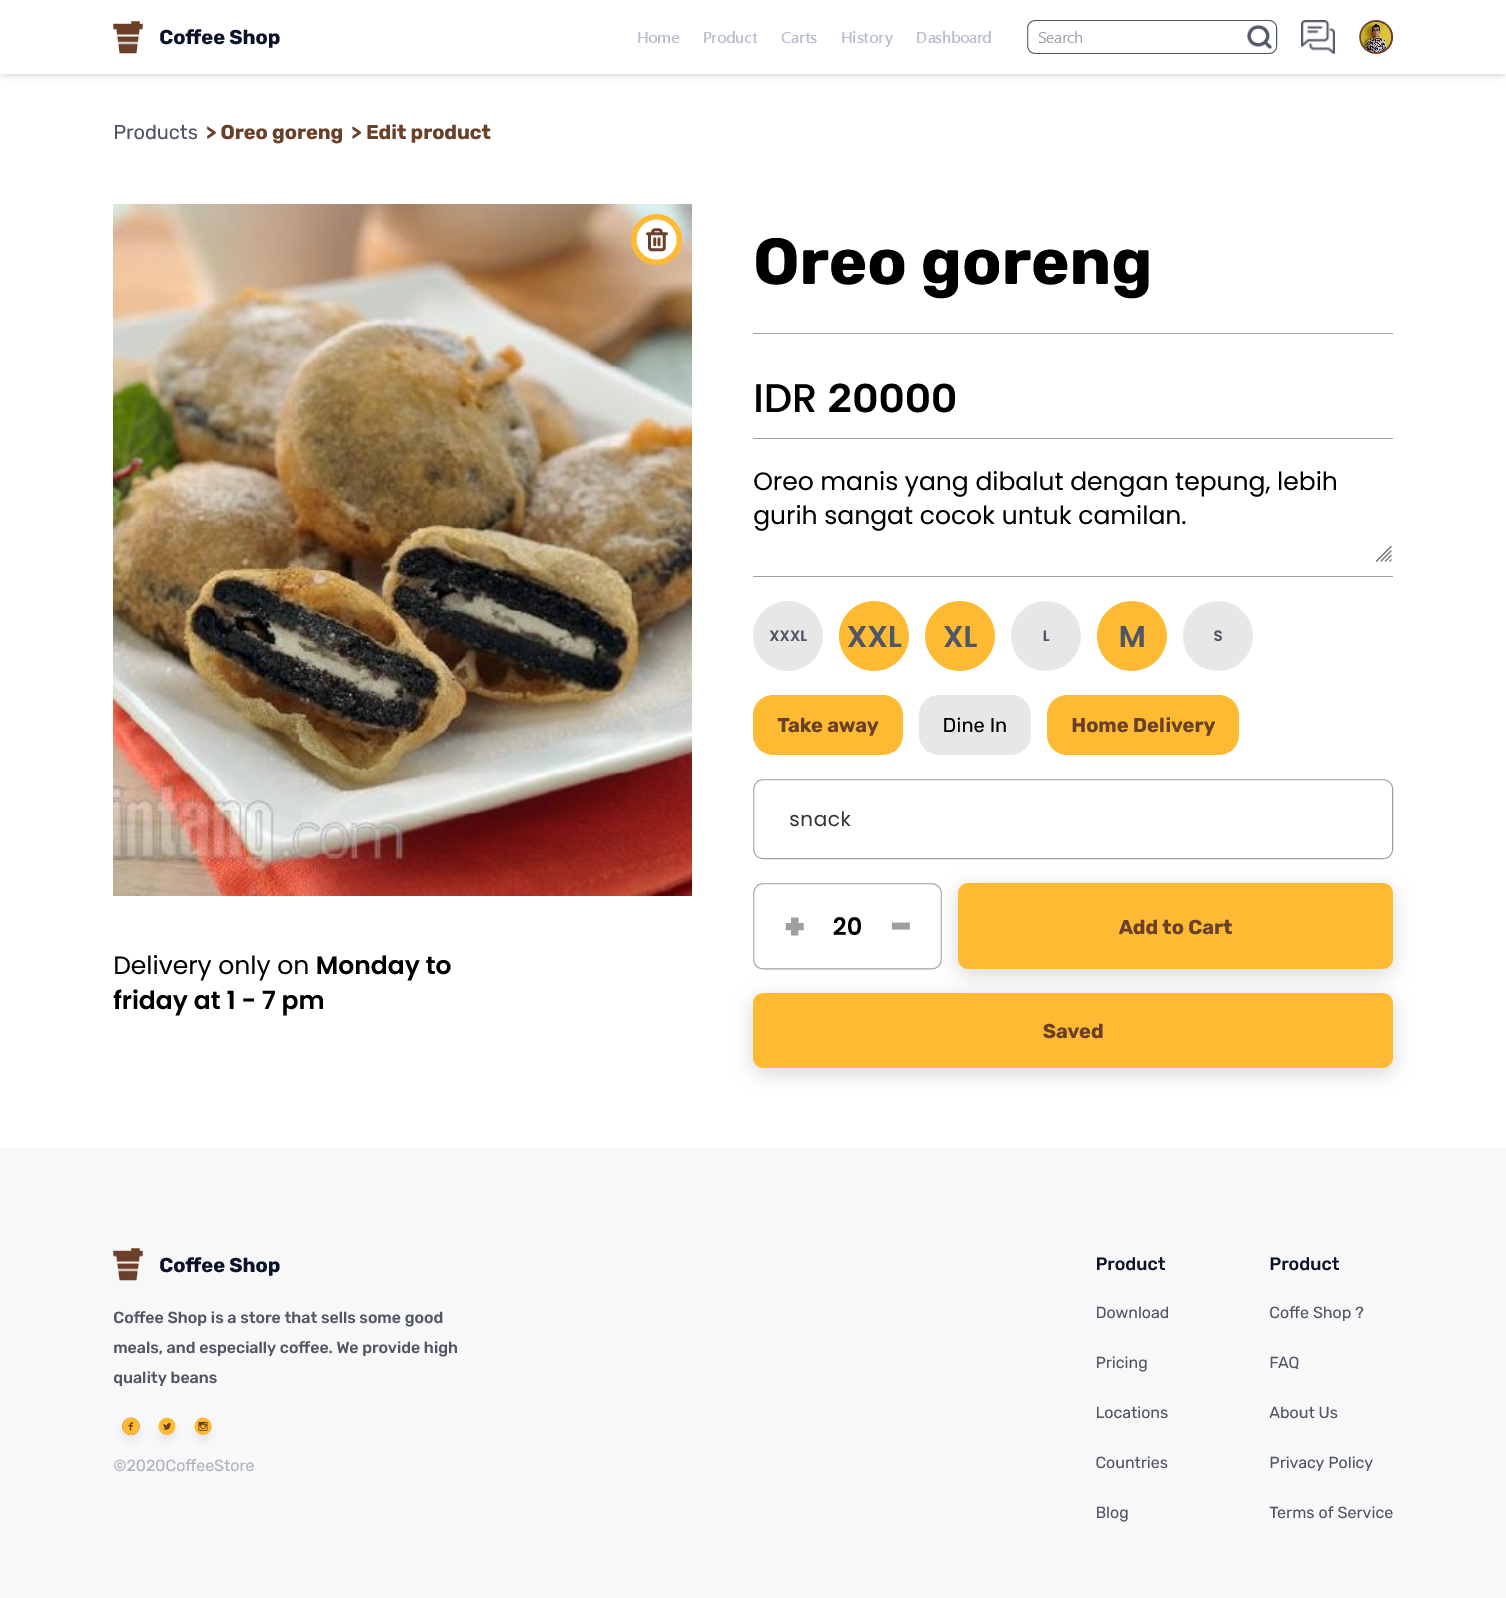 Coffee Shop
Home Product Carts History Dashboard
Search
Products > Oreo goreng > Edit product
Oreo goreng
IDR 20000
Oreo manis yang dibalut dengan tepung, lebih
gurih sangat cocok untuk camilan.
XXXL XXL XL L M S
Take away Dine In Home Delivery
snack
20
Add to Cart
Saved
intang.com
Delivery only on Monday to
friday at 1 - 7 pm
Coffee Shop
Coffee Shop is a store that sells some good
meals, and especially coffee. We provide high
quality beans
©2020CoffeeStore
Product
Download
Pricing
Locations
Countries
Blog
Product
Coffe Shop ?
FAQ
About Us
Privacy Policy
Terms of Service